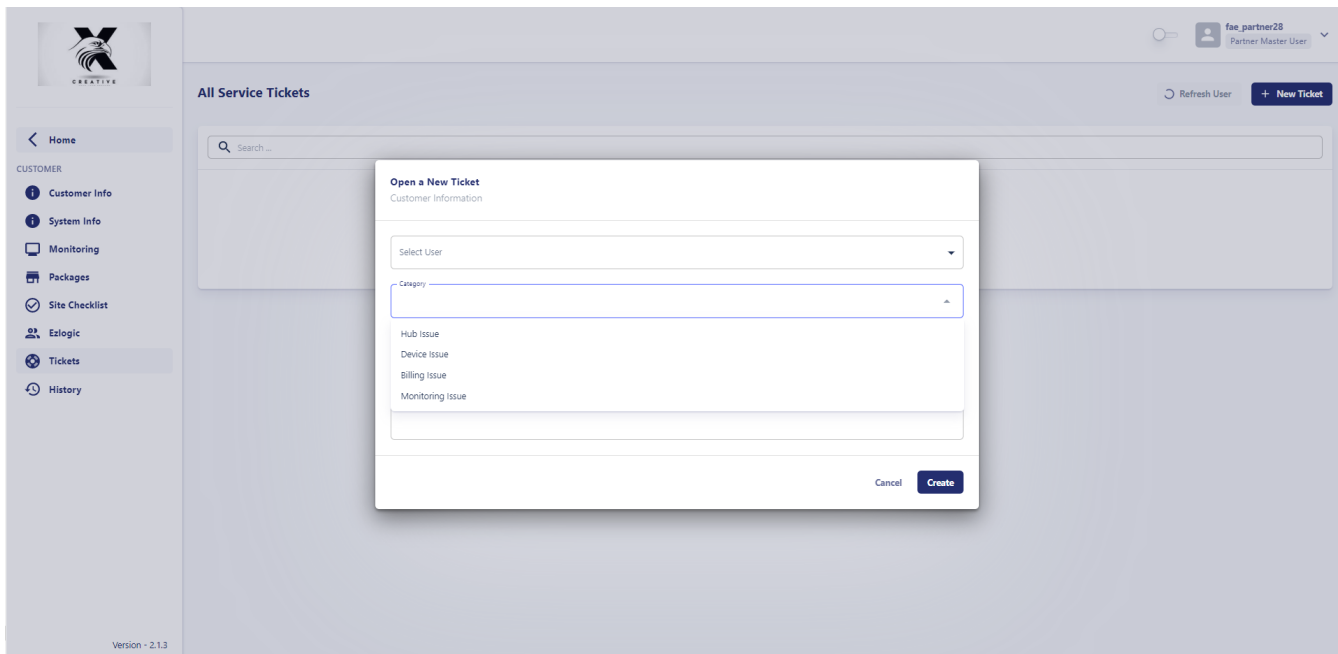 CREATIVE
Home
CUSTOMER
Customer Info
System Info
Monitoring
Packages
Site Checklist
Ezlogic
Tickets
History
Version - 2.1.3
fae_partner28
Partner Master User
All Service Tickets
Refresh User
+ New Ticket
Search ...
Open a New Ticket
Customer Information
Select User
Category
Hub Issue
Device Issue
Billing Issue
Monitoring Issue
Cancel
Create